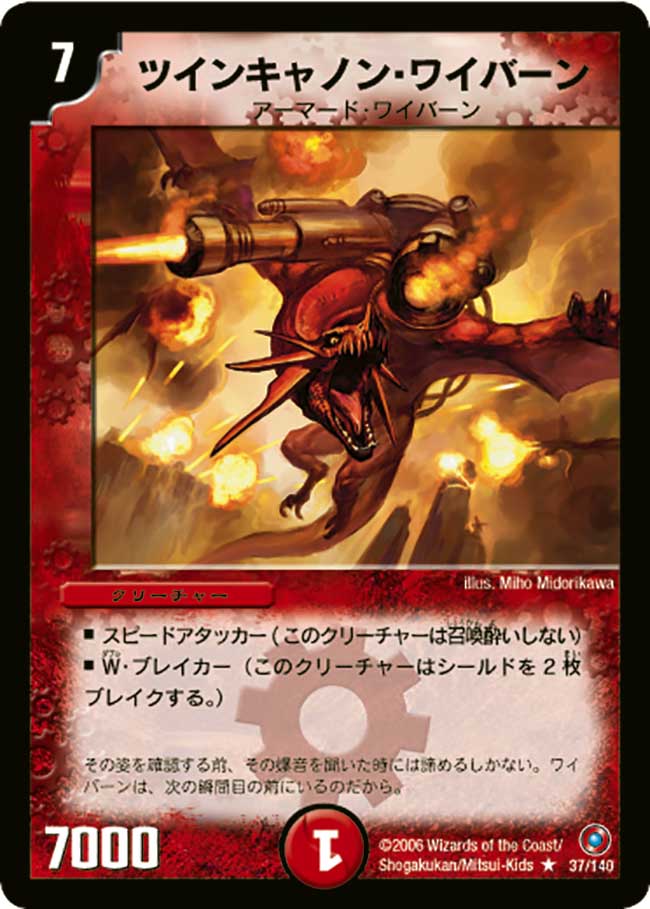 7
ツインキャノン・ワイバーン
アーマード・ワイバーン
illus. Miho Midorikawa
クリーチャー
■ スピードアタッカー（このクリーチャーは召喚酔いしない）
■ W・ブレイカー（このクリーチャーはシールドを２枚
ブレイクする。）
その姿を確認する前、その爆音を聞いた時には諦めるしかない。ワイ
バーンは、次の瞬間目の前にいるのだから。
7000
1
©2006 Wizards of the Coast/
Shogakukan/Mitsui-Kids ★ 37/140